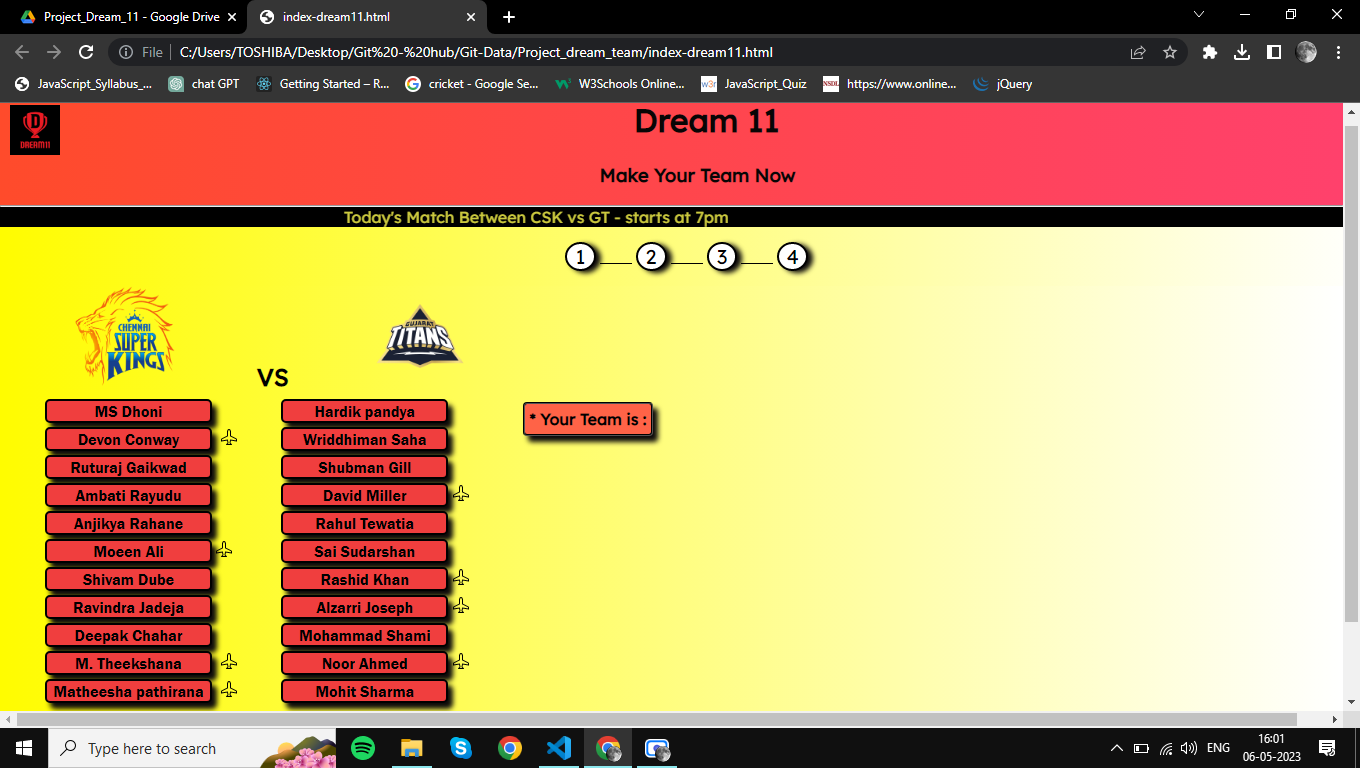 Project_Dream_11 - Google Drive
index-dream11.html
File
C:/Users/TOSHIBA/Desktop/Git%20-%20hub/Git-Data/Project_dream_team/index-dream11.html
JavaScript_Syllabus_...
chat GPT
Getting Started – R...
cricket - Google Se...
W3Schools Online...
JavaScript_Quiz
https://www.online...
jQuery
D
DREAM11
Dream 11
Make Your Team Now
Today's Match Between CSK vs GT - starts at 7pm
1 ____ 2 ____ 3 ____ 4
CHENNAI
SUPER
KINGS
GUJARAT
TITANS
VS
MS Dhoni
Devon Conway
Ruturaj Gaikwad
Ambati Rayudu
Anjikya Rahane
Moeen Ali
Shivam Dube
Ravindra Jadeja
Deepak Chahar
M. Theekshana
Matheesha pathirana
Hardik pandya
Wriddhiman Saha
Shubman Gill
David Miller
Rahul Tewatia
Sai Sudarshan
Rashid Khan
Alzarri Joseph
Mohammad Shami
Noor Ahmed
Mohit Sharma
* Your Team is :
Type here to search
ENG
16:01
06-05-2023